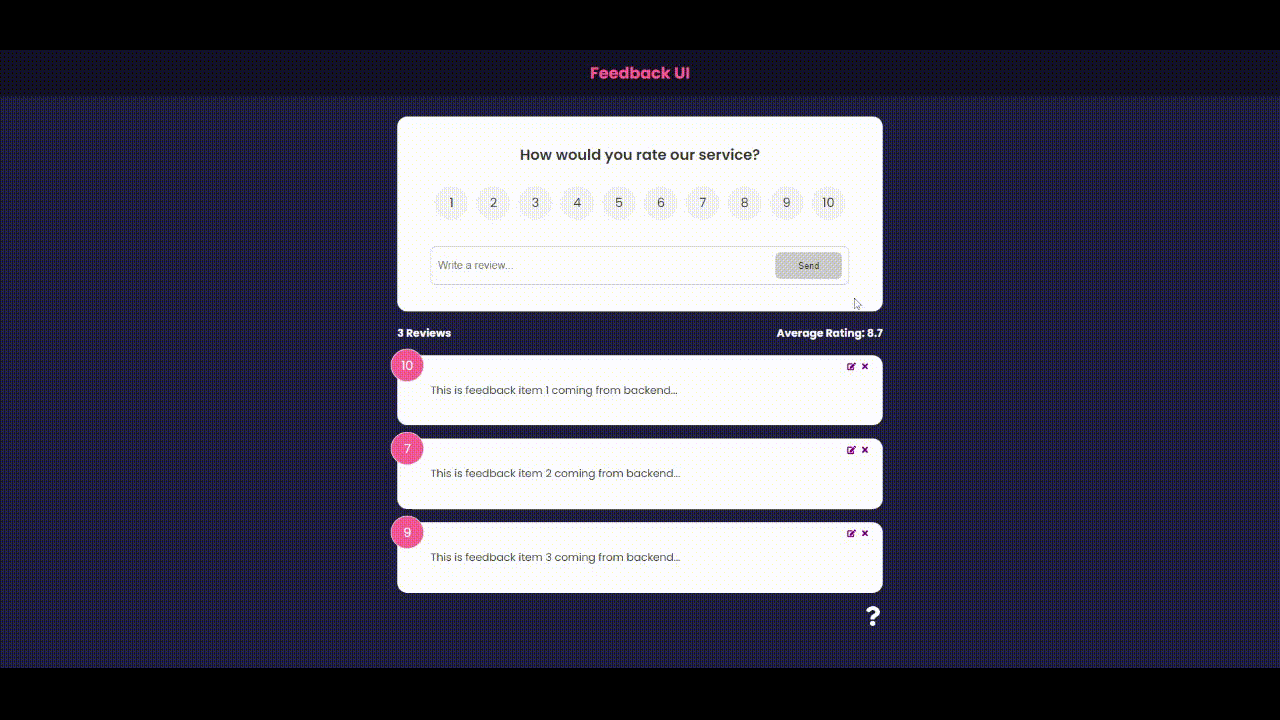 Feedback UI
How would you rate our service?
1 2 3 4 5 6 7 8 9 10
Write a review...
Send
3 Reviews
Average Rating: 8.7
10
This is feedback item 1 coming from backend...
7
This is feedback item 2 coming from backend...
9
This is feedback item 3 coming from backend...
?